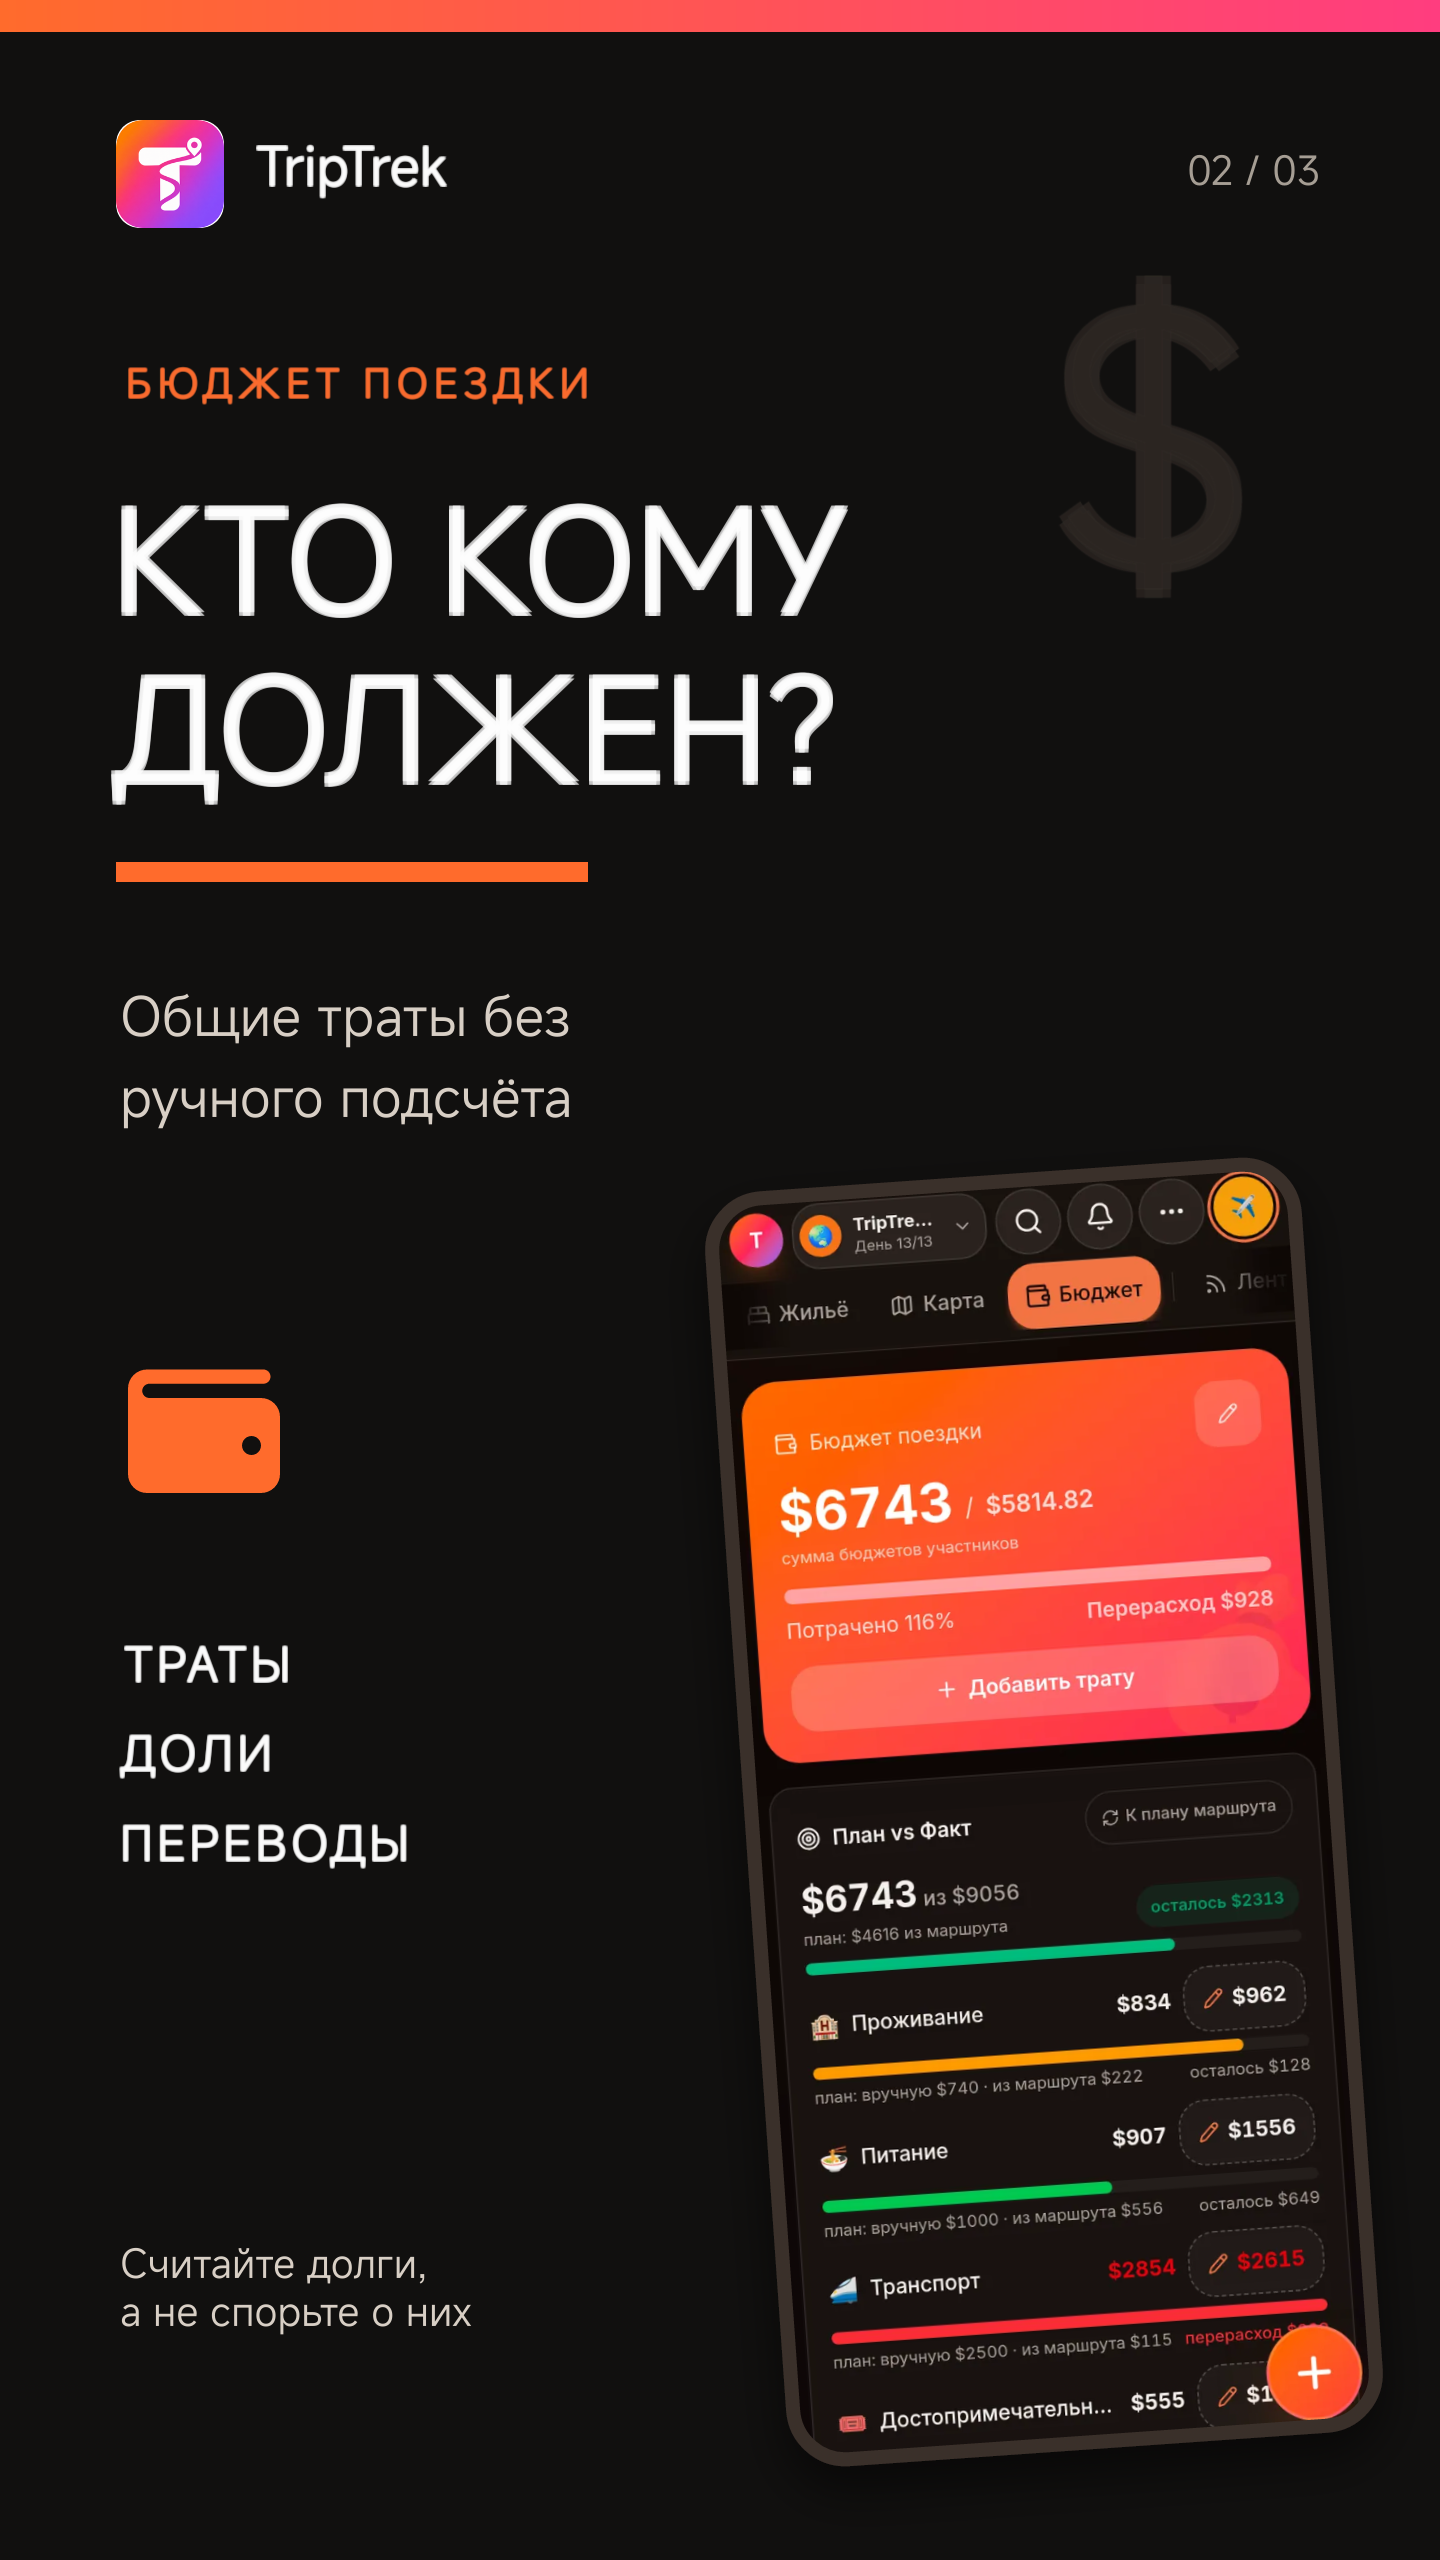 TripTrek
02 / 03
$
БЮДЖЕТ ПОЕЗДКИ
КТО КОМУ
ДОЛЖЕН?
Общие траты без
ручного подсчёта
ТРАТЫ
ДОЛИ
ПЕРЕВОДЫ
Считайте долги,
а не спорьте о них
T
TripTre...
День 13/13
Жильё
Карта
Бюджет
Лент
Бюджет поездки
$6743 / $5814.82
сумма бюджетов участников
Потрачено 116%
Перерасход $928
+ Добавить трату
План vs Факт
К плану маршрута
$6743 из $9056
осталось $2313
план: $4616 из маршрута
Проживание $834 $962
план: вручную $740 · из маршрута $222 осталось $128
Питание $907 $1556
план: вручную $1000 · из маршрута $556 осталось $649
Транспорт $2854 $2615
план: вручную $2500 · из маршрута $115 перерасход
Достопримечательн... $555
+